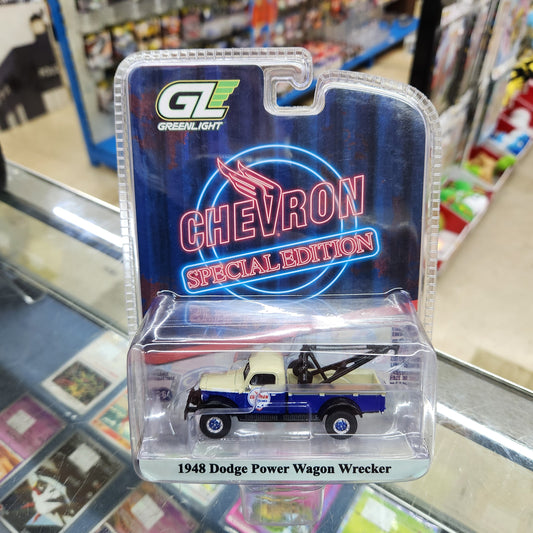 GL
GREENLIGHT
CHEVRON
SPECIAL EDITION
1948 Dodge Power Wagon Wrecker